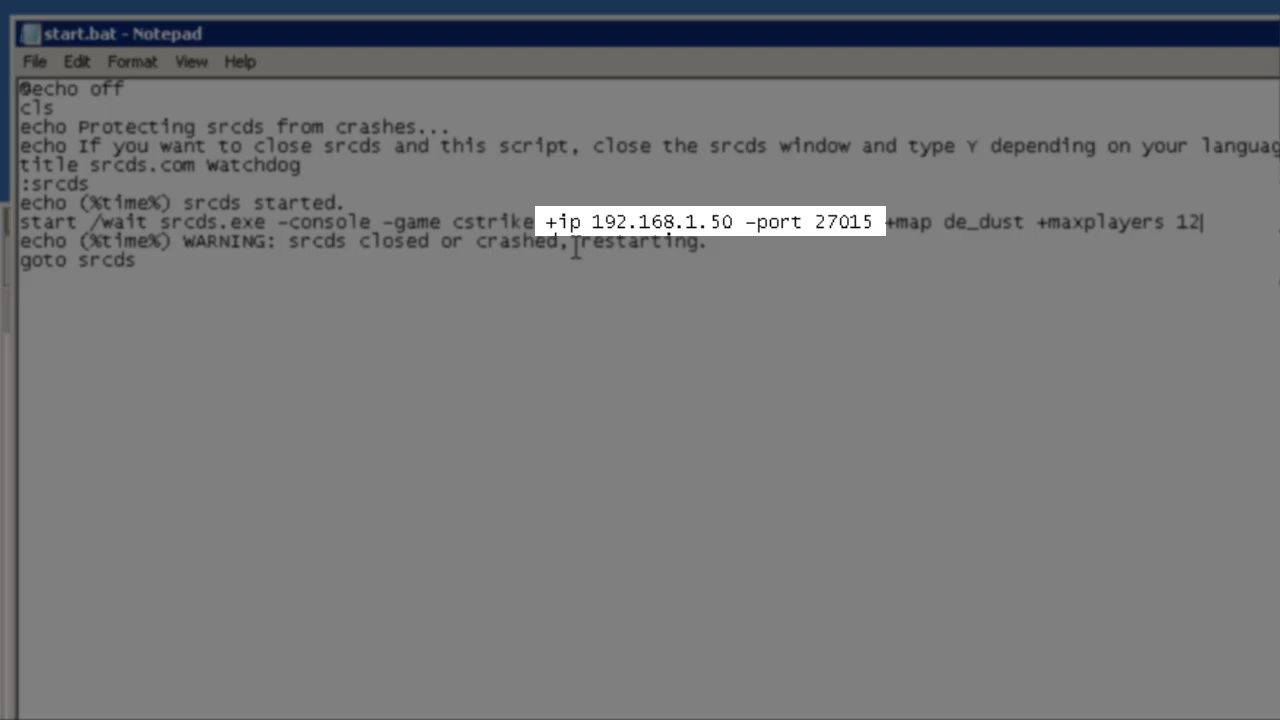 start.bat - Notepad
File Edit Format View Help
@echo off
cls
echo Protecting srcds from crashes...
echo If you want to close srcds and this script, close the srcds window and type Y depending on your languag
title srcds.com Watchdog
:srcds
echo (%time%) srcds started.
start /wait srcds.exe -console -game cstrike +ip 192.168.1.50 -port 27015 +map de_dust +maxplayers 12
echo (%time%) WARNING: srcds closed or crashed, restarting.
goto srcds